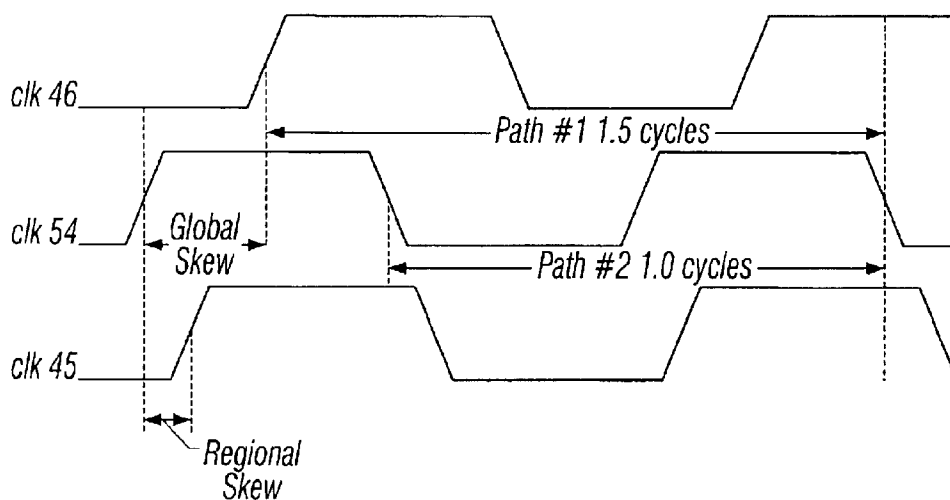 clk 46
Path #1 1.5 cycles
clk 54
Global
Skew
Path #2 1.0 cycles
clk 45
Regional
Skew